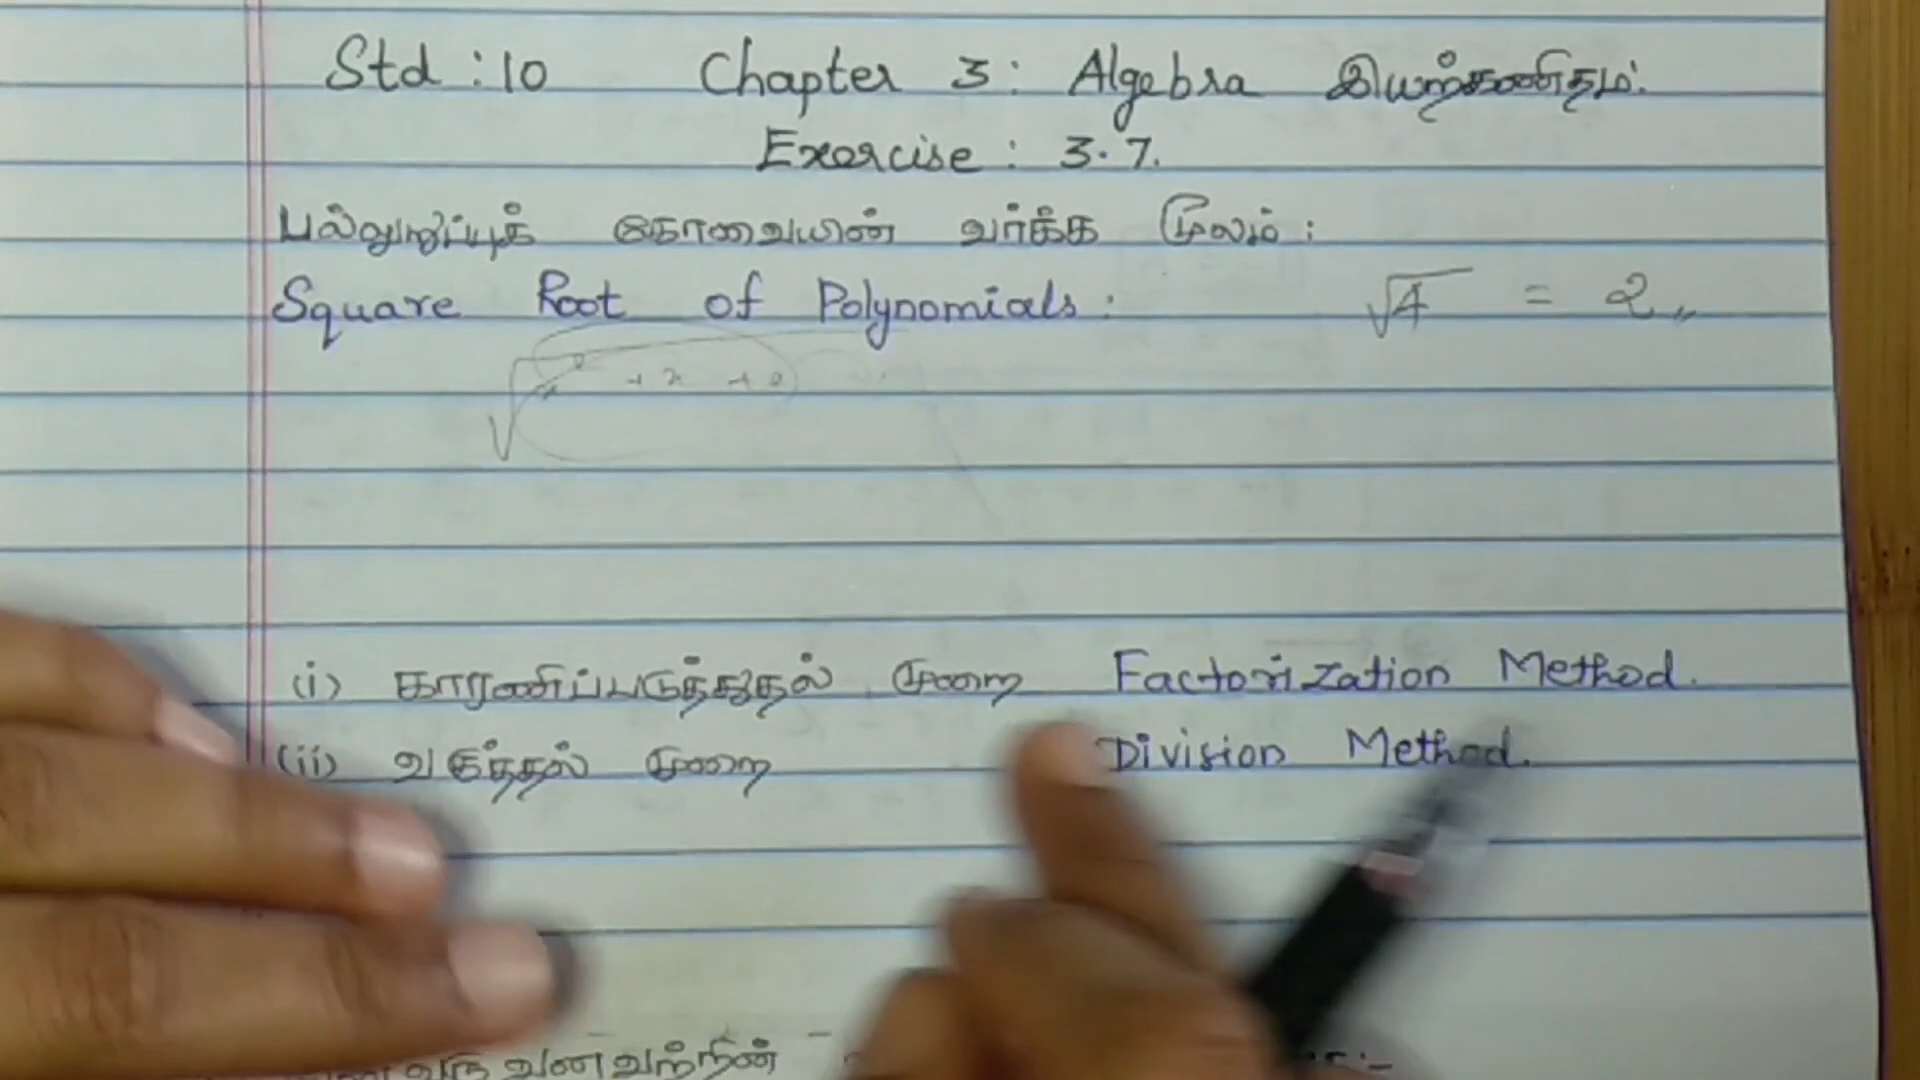 Std : 10 Chapter 3 : Algebra இயற்கணிதம்.
Exercise : 3.7.
பல்லுறுப்புக் கோவையின் வர்க்க மூலம் :
Square Root of Polynomials : √4 = 2,,
(i) காரணிப்படுத்துதல் முறை Factorization Method.
(ii) வகுத்தல் முறை Division Method.